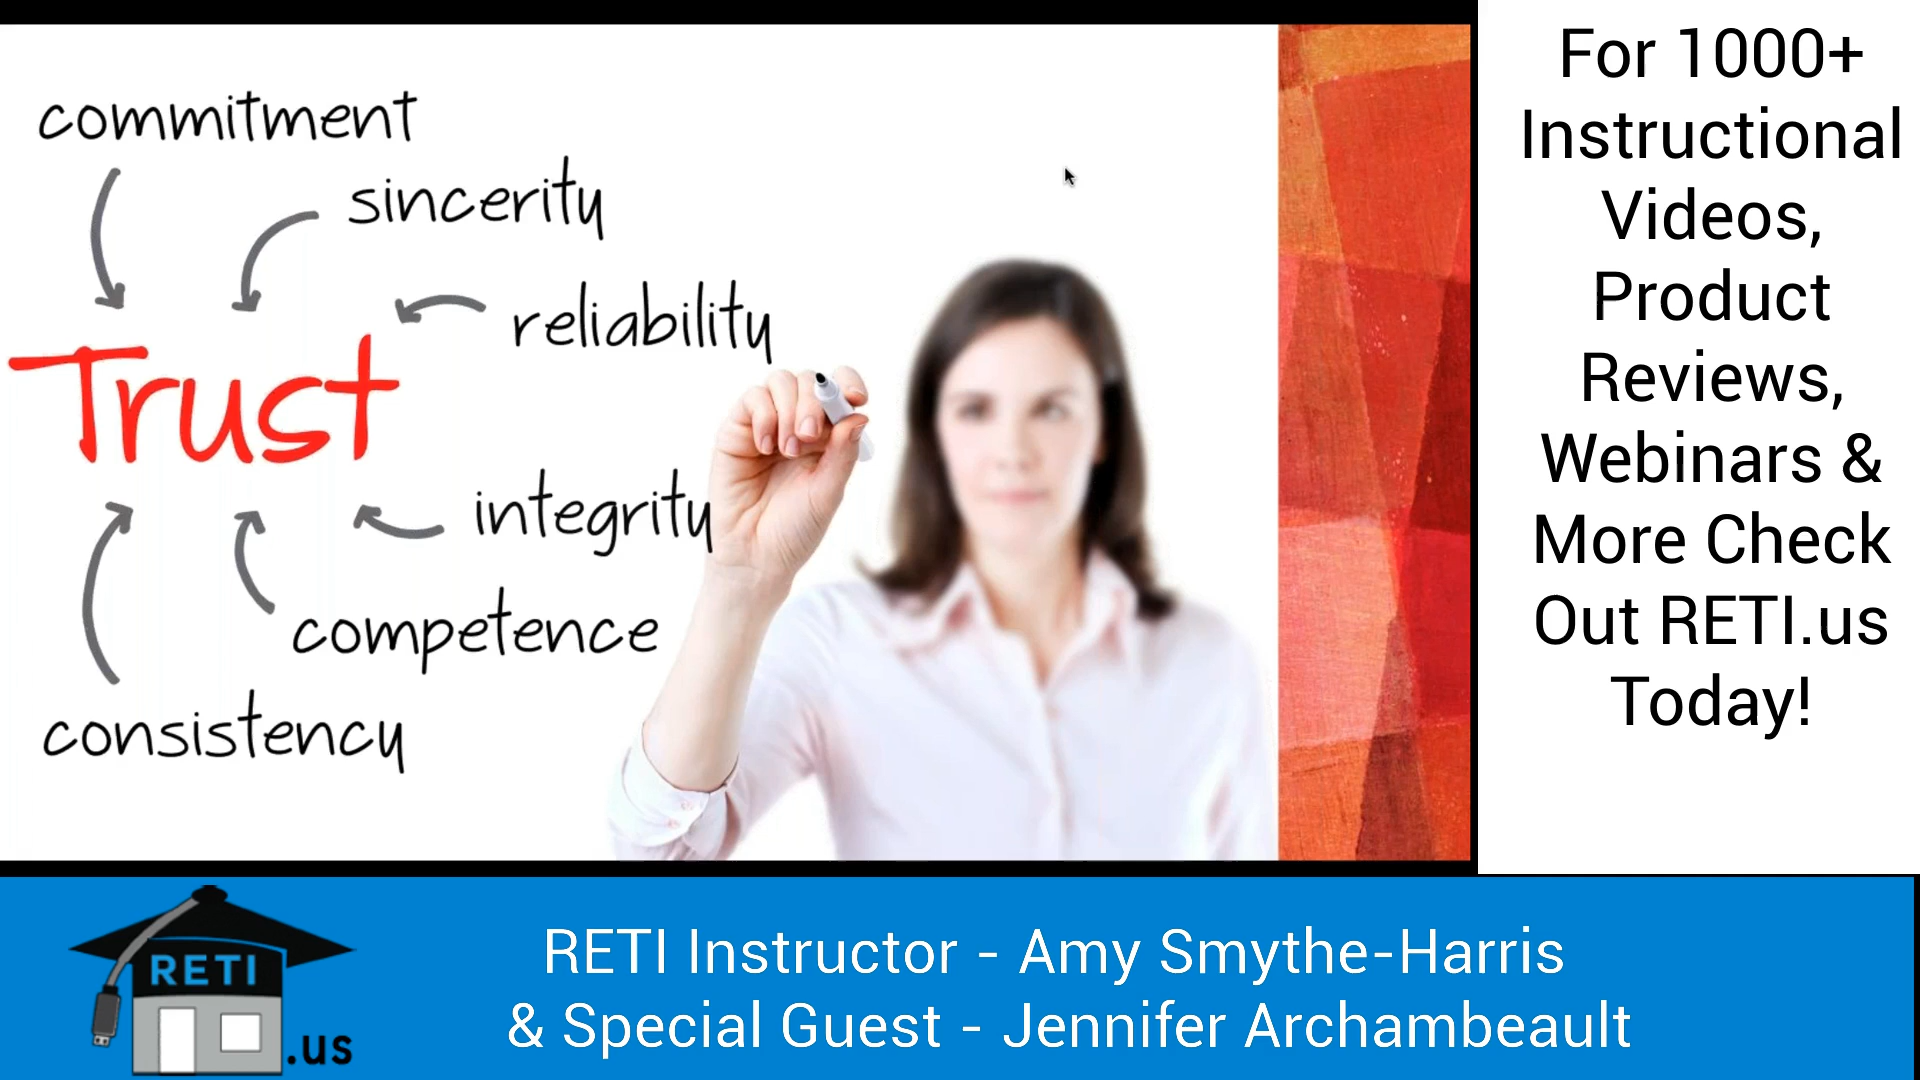 commitment
sincerity
reliability
Trust
integrity
competence
consistency
For 1000+
Instructional
Videos,
Product
Reviews,
Webinars &
More Check
Out RETI.us
Today!
RETI
.us
RETI Instructor - Amy Smythe-Harris
& Special Guest - Jennifer Archambeault